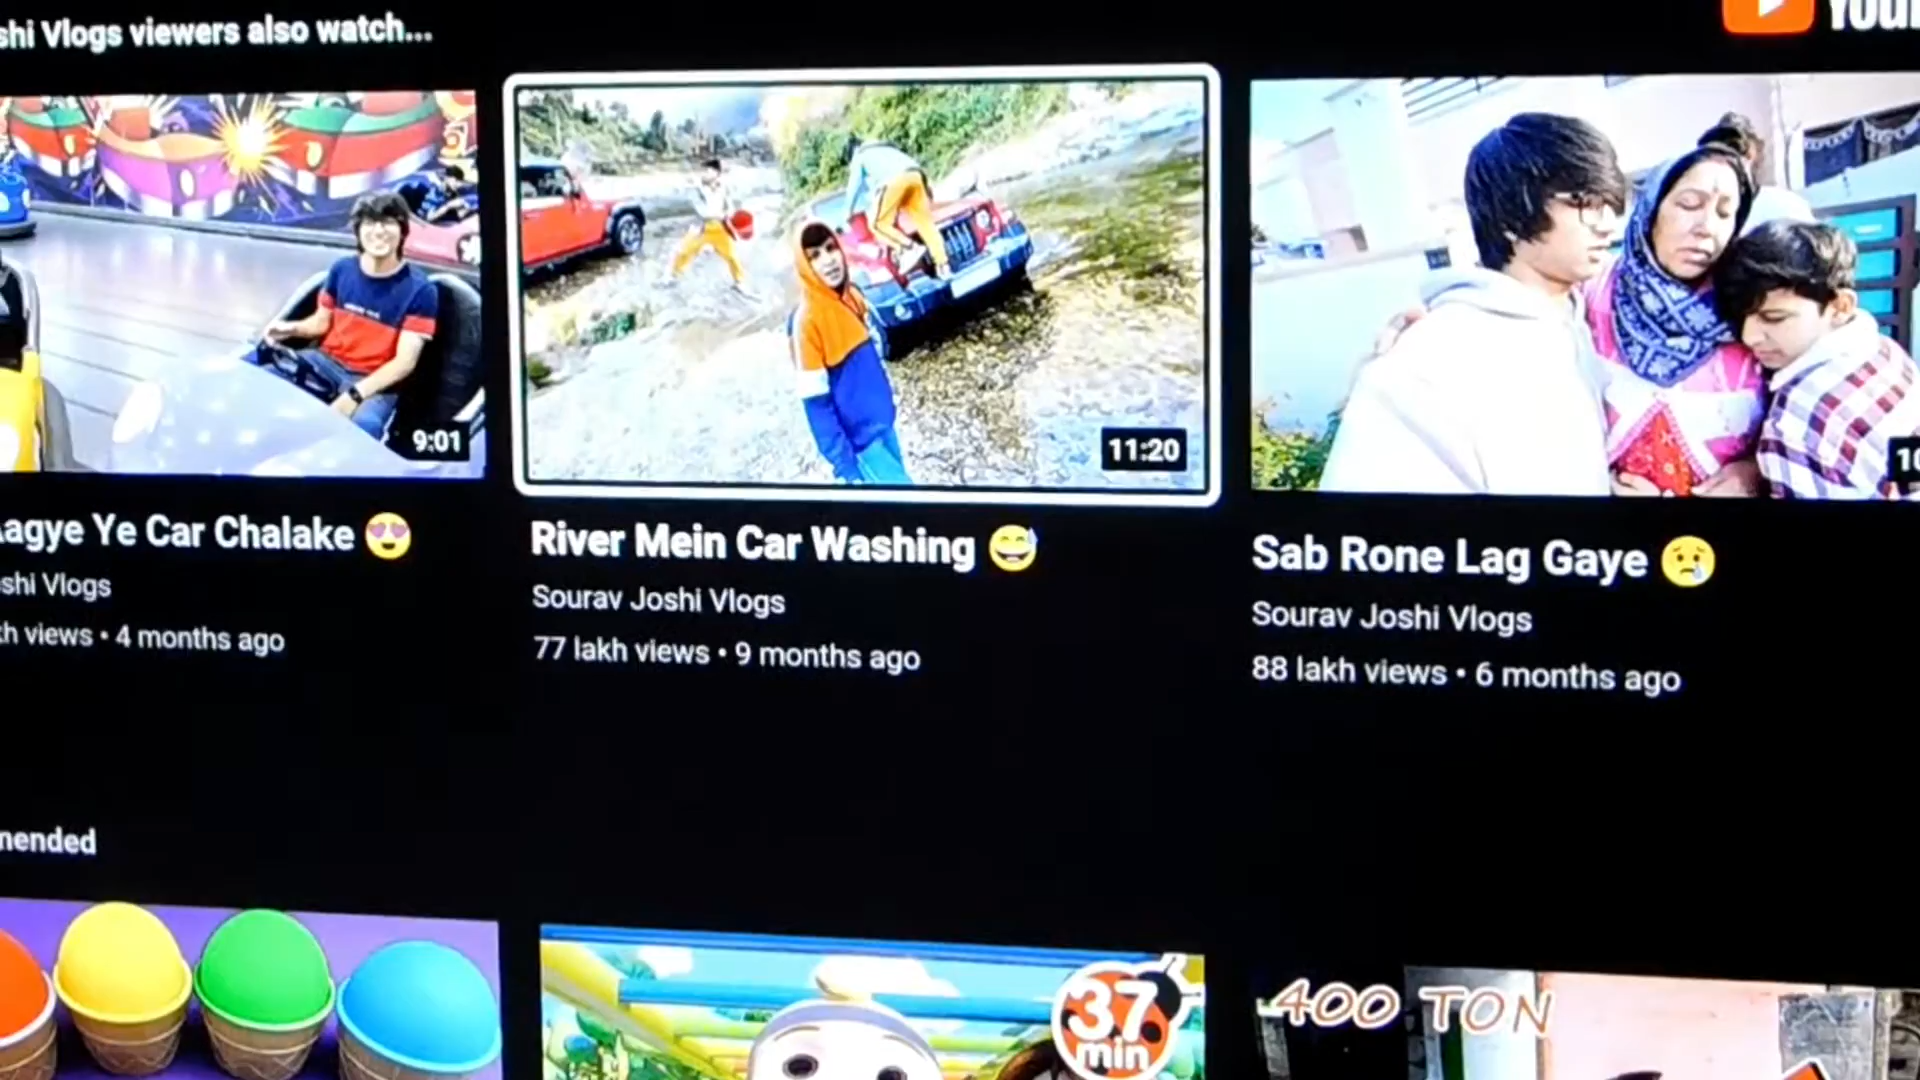 shi Vlogs viewers also watch...
9:01
11:20
agye Ye Car Chalake 😍
River Mein Car Washing 😅
Sab Rone Lag Gaye 😢
shi Vlogs
Sourav Joshi Vlogs
Sourav Joshi Vlogs
views • 4 months ago
77 lakh views • 9 months ago
88 lakh views • 6 months ago
mended
37
min
400 TON